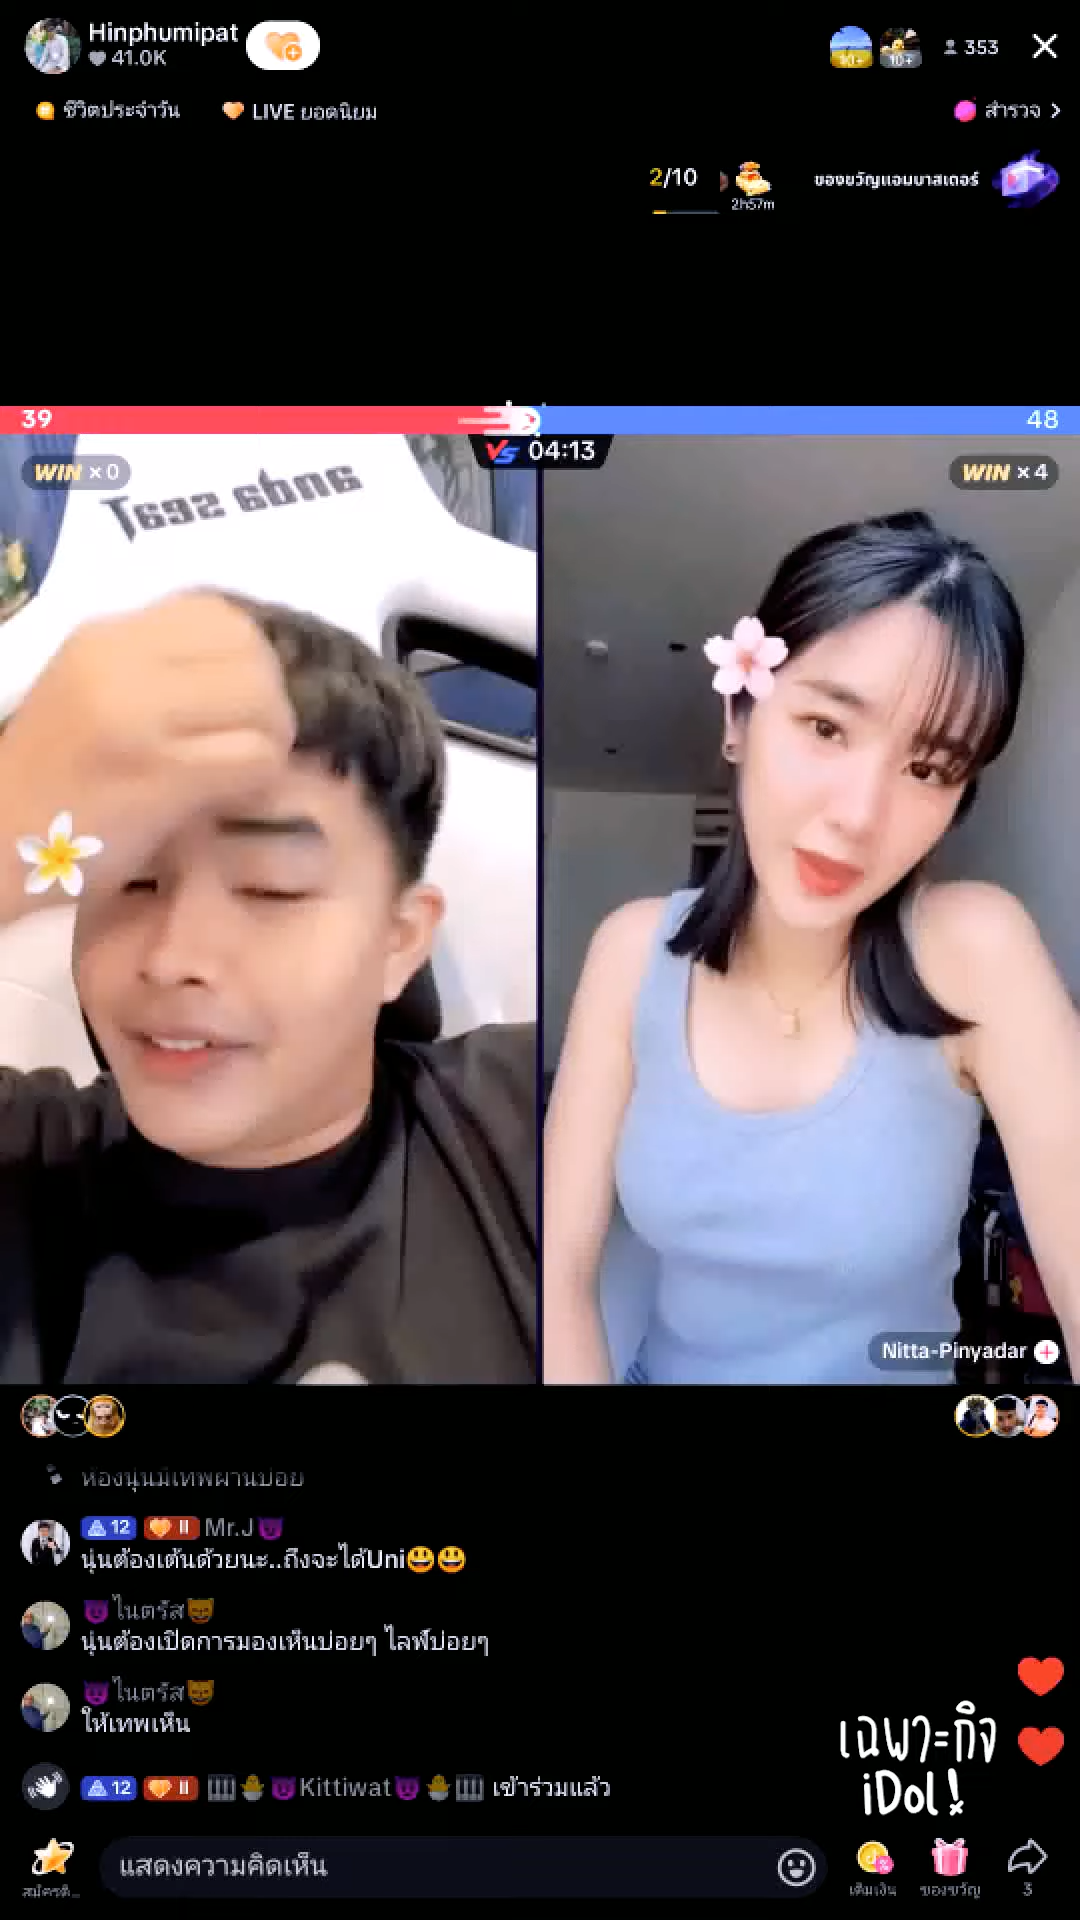 Hinphumipat
41.0K
10+
10+
353
ชีวิตประจำวัน
LIVE ยอดนิยม
สำรวจ
2/10
2h57m
ของขวัญแอมบาสเดอร์
39
48
VS 04:13
WIN × 0
WIN × 4
Nitta-Pinyadar
ห้องนุ่นมีเทพผ่านบ่อย
12 II Mr.J😈
นุ่นต้องเต้นด้วยนะ..ถึงจะได้Uni😃😃
😈ไนตรัส😼
นุ่นต้องเปิดการมองเห็นบ่อยๆ ไลฟ์บ่อยๆ
😈ไนตรัส😼
ให้เทพเห็น
12 II Kittiwat เข้าร่วมแล้ว
เฉพาะกิจ
iDol!
แสดงความคิดเห็น
เติมเงิน
ของขวัญ
3